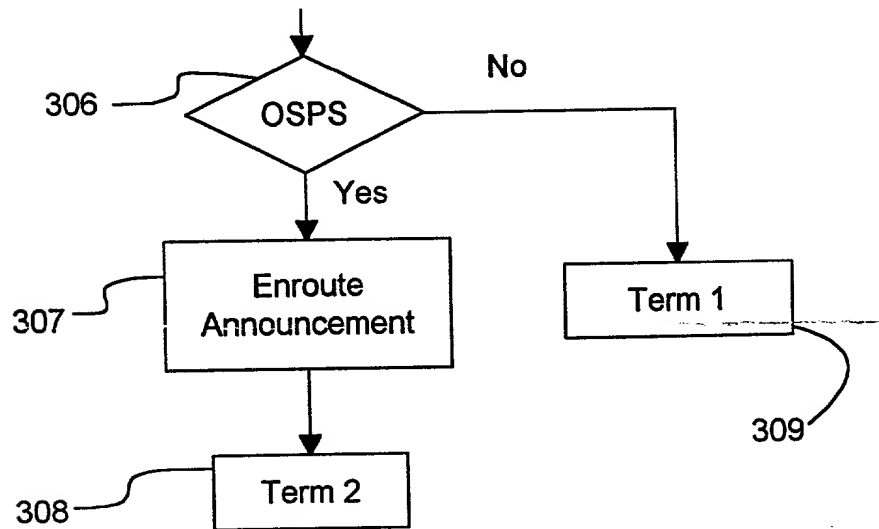 No
306
OSPS
Yes
Enroute
Announcement
307
Term 1
309
Term 2
308